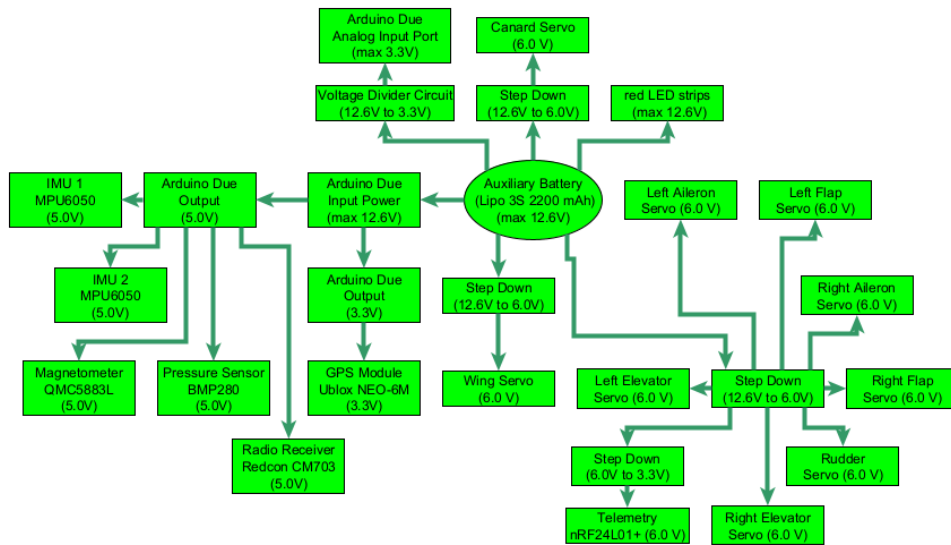 Arduino Due
Analog Input Port
(max 3.3V)
Canard Servo
(6.0 V)
Voltage Divider Circuit
(12.6V to 3.3V)
Step Down
(12.6V to 6.0V)
red LED strips
(max 12.6V)
IMU 1
MPU6050
(5.0V)
Arduino Due
Output
(5.0V)
Arduino Due
Input Power
(max 12.6V)
Auxiliary Battery
(Lipo 3S 2200 mAh)
(max 12.6V)
Left Aileron
Servo (6.0 V)
Left Flap
Servo (6.0 V)
IMU 2
MPU6050
(5.0V)
Arduino Due
Output
(3.3V)
Step Down
(12.6V to 6.0V)
Right Aileron
Servo (6.0 V)
Magnetometer
QMC5883L
(5.0V)
Pressure Sensor
BMP280
(5.0V)
GPS Module
Ublox NEO-6M
(3.3V)
Wing Servo
(6.0 V)
Left Elevator
Servo (6.0 V)
Step Down
(12.6V to 6.0V)
Right Flap
Servo (6.0 V)
Radio Receiver
Redcon CM703
(5.0V)
Step Down
(6.0V to 3.3V)
Rudder
Servo (6.0 V)
Telemetry
nRF24L01+ (6.0 V)
Right Elevator
Servo (6.0 V)